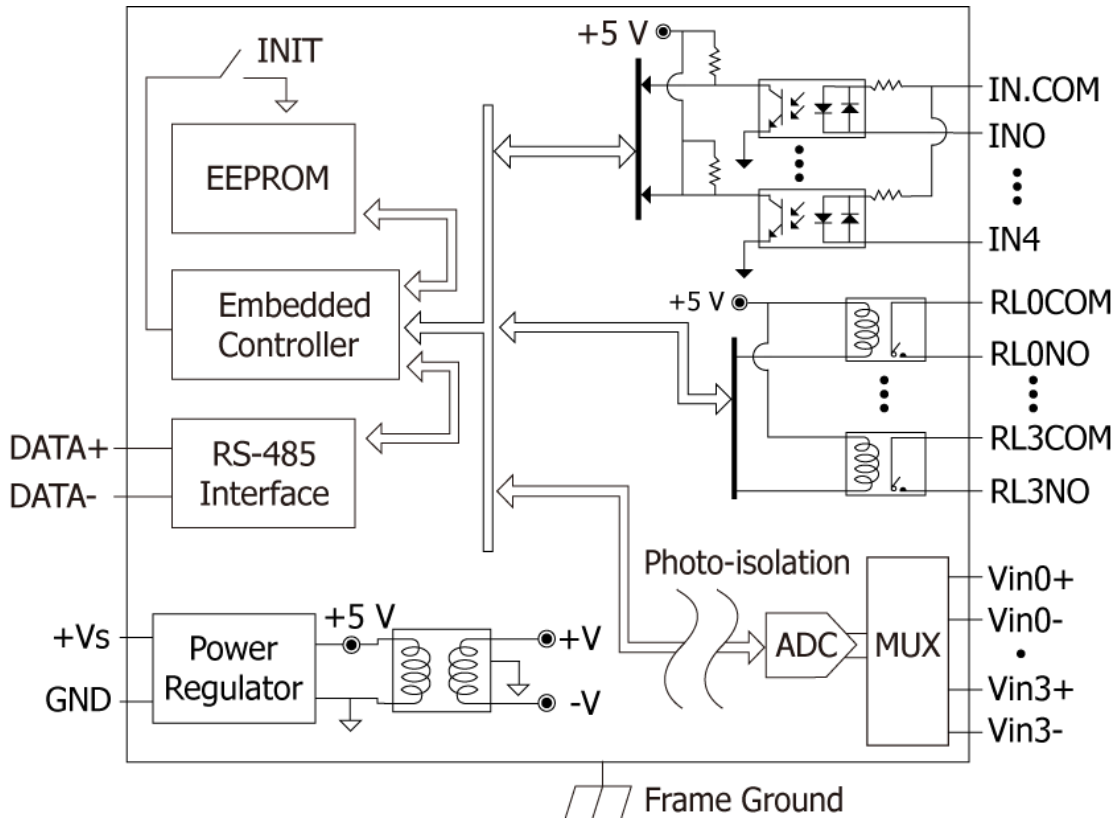 INIT
EEPROM
Embedded
Controller
RS-485
Interface
DATA+
DATA-
+Vs
GND
Power
Regulator
+5 V
+V
-V
+5 V
IN.COM
INO
IN4
+5 V
RL0COM
RL0NO
RL3COM
RL3NO
Photo-isolation
ADC
MUX
Vin0+
Vin0-
Vin3+
Vin3-
Frame Ground